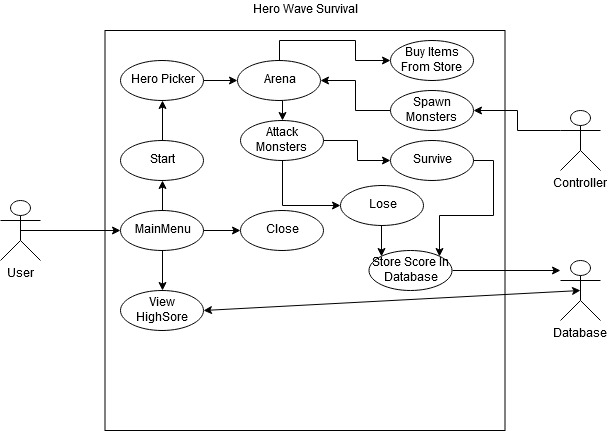 Hero Wave Survival
Buy Items
From Store
Hero Picker
Arena
Spawn
Monsters
Attack
Monsters
Start
Survive
Controller
Lose
User
MainMenu
Close
Store Score In
Database
View
HighSore
Database